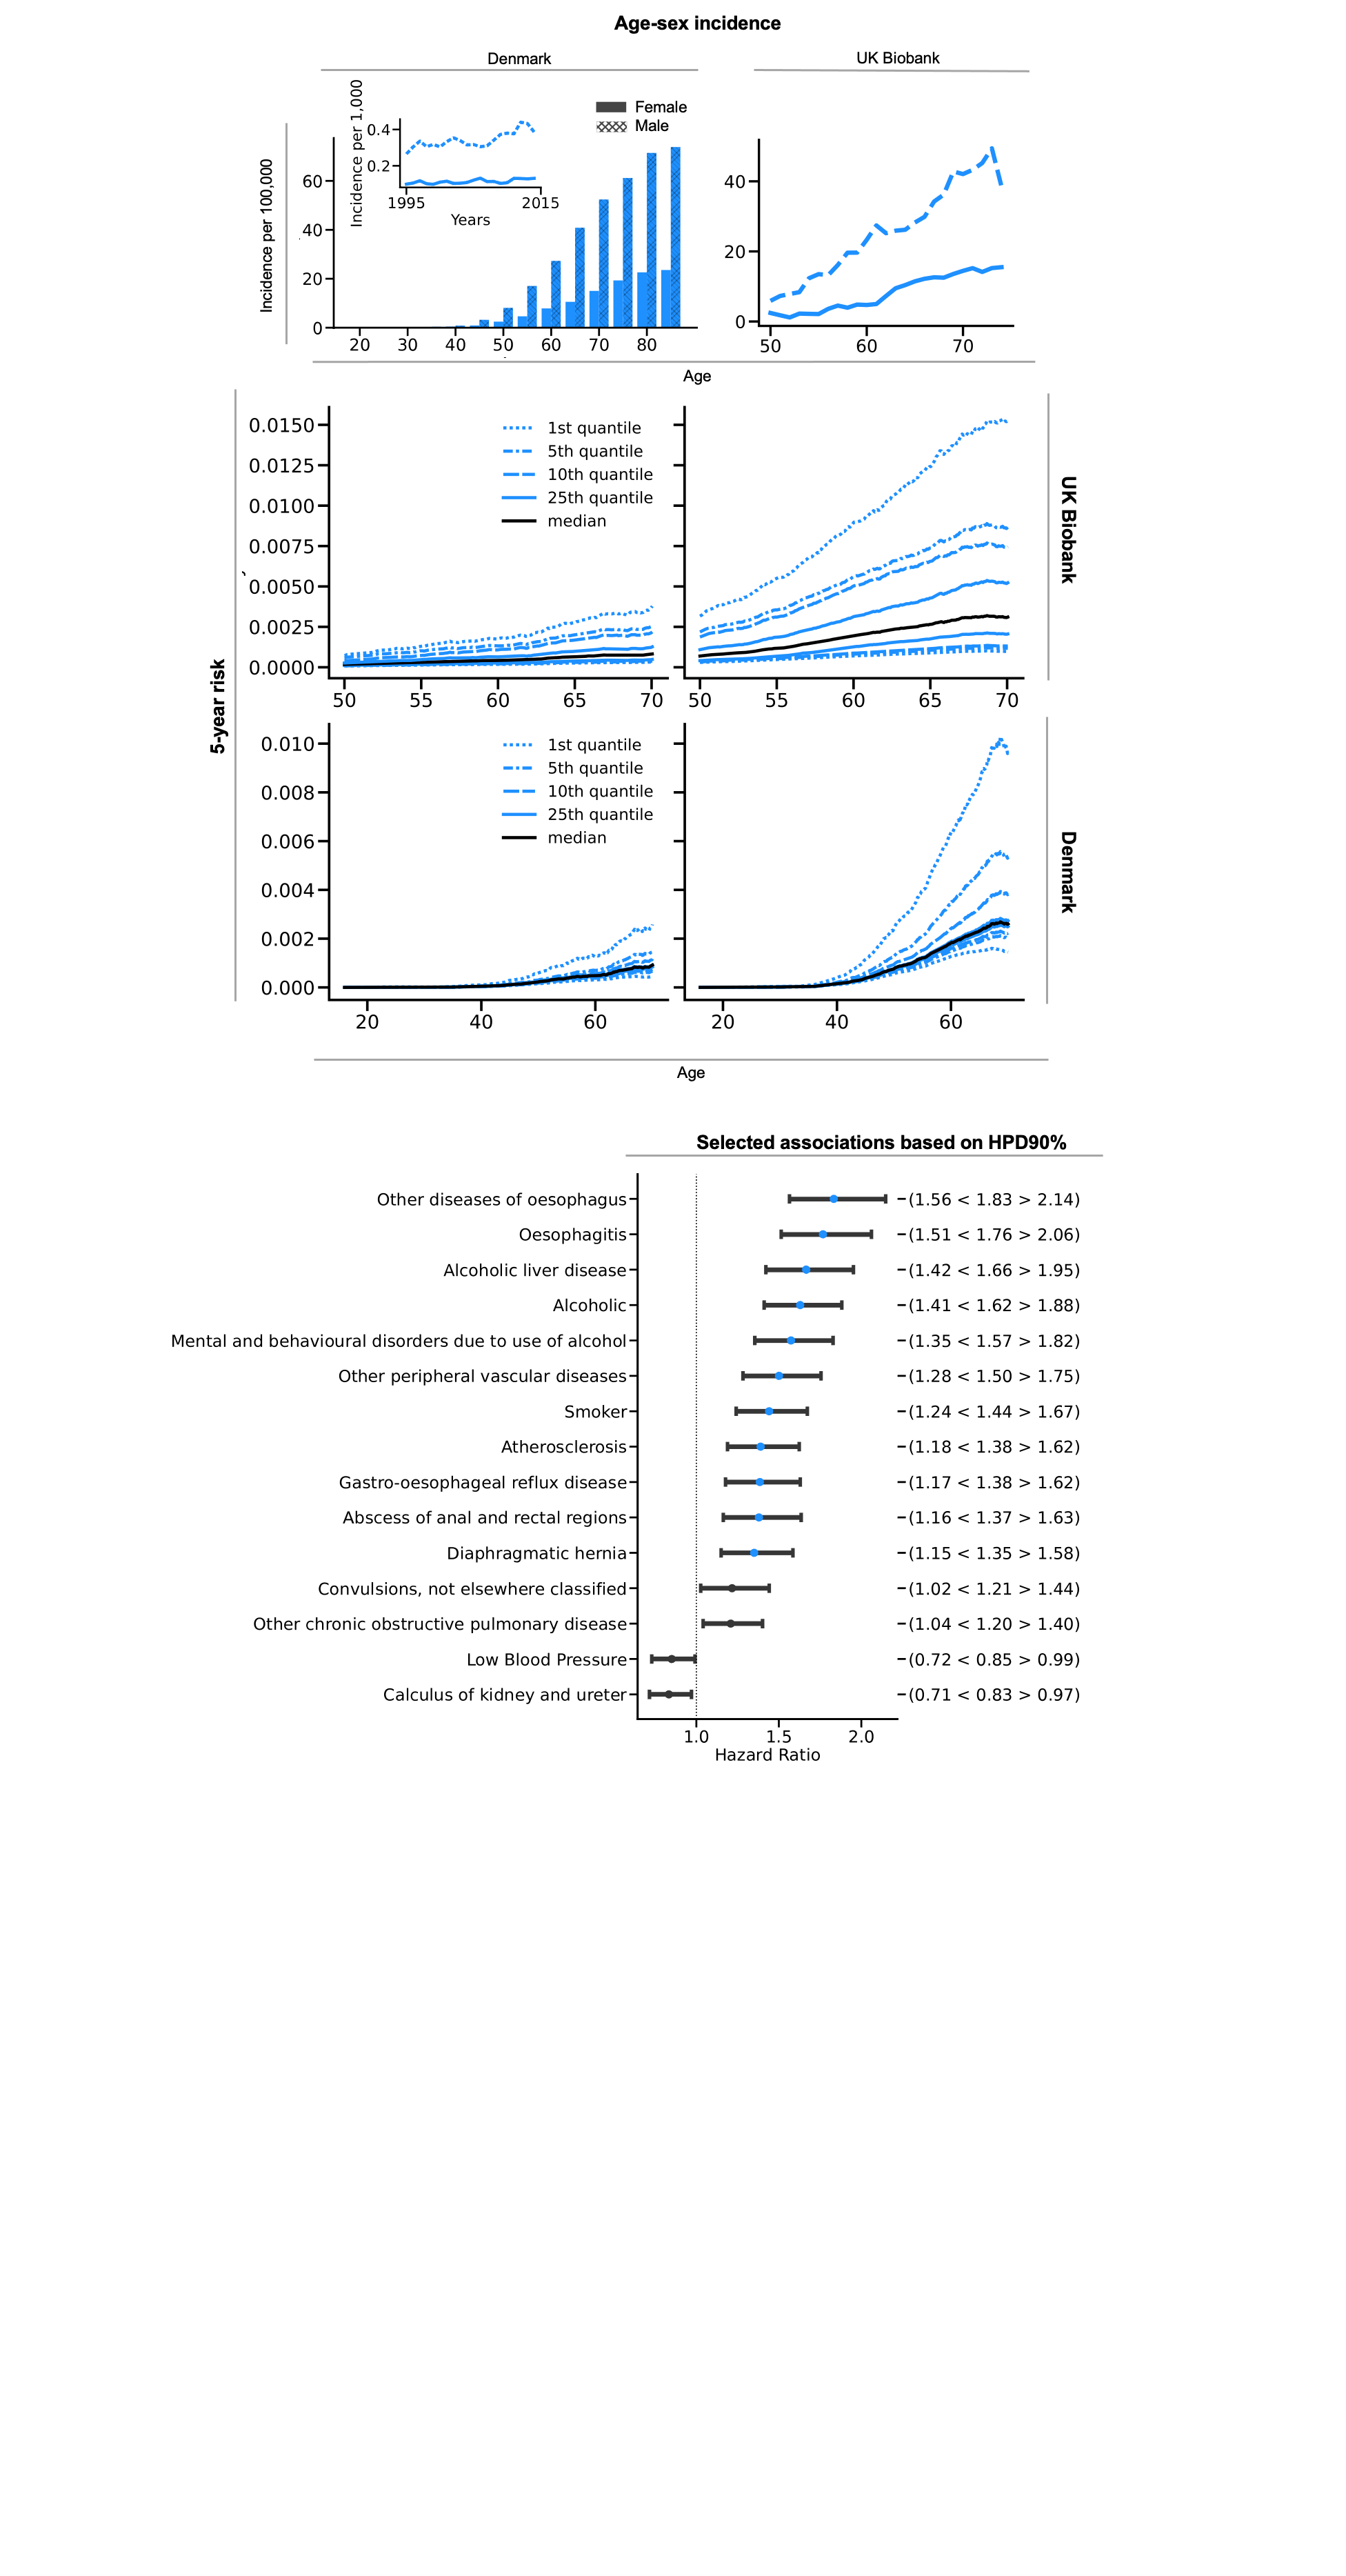 Age-sex incidence
Denmark
UK Biobank
Incidence per 100,000
Incidence per 1,000
0.4
0.2
1995
2015
Years
Female
Male
60
40
20
0
20 30 40 50 60 70 80
40
20
0
50 60 70
Age
5-year risk
0.0150
0.0125
0.0100
0.0075
0.0050
0.0025
0.0000
1st quantile
5th quantile
10th quantile
25th quantile
median
50 55 60 65 70
50 55 60 65 70
UK Biobank
0.010
0.008
0.006
0.004
0.002
0.000
1st quantile
5th quantile
10th quantile
25th quantile
median
20 40 60
20 40 60
Denmark
Age
Selected associations based on HPD90%
Other diseases of oesophagus (1.56 < 1.83 > 2.14)
Oesophagitis (1.51 < 1.76 > 2.06)
Alcoholic liver disease (1.42 < 1.66 > 1.95)
Alcoholic (1.41 < 1.62 > 1.88)
Mental and behavioural disorders due to use of alcohol (1.35 < 1.57 > 1.82)
Other peripheral vascular diseases (1.28 < 1.50 > 1.75)
Smoker (1.24 < 1.44 > 1.67)
Atherosclerosis (1.18 < 1.38 > 1.62)
Gastro-oesophageal reflux disease (1.17 < 1.38 > 1.62)
Abscess of anal and rectal regions (1.16 < 1.37 > 1.63)
Diaphragmatic hernia (1.15 < 1.35 > 1.58)
Convulsions, not elsewhere classified (1.02 < 1.21 > 1.44)
Other chronic obstructive pulmonary disease (1.04 < 1.20 > 1.40)
Low Blood Pressure (0.72 < 0.85 > 0.99)
Calculus of kidney and ureter (0.71 < 0.83 > 0.97)
1.0 1.5 2.0
Hazard Ratio